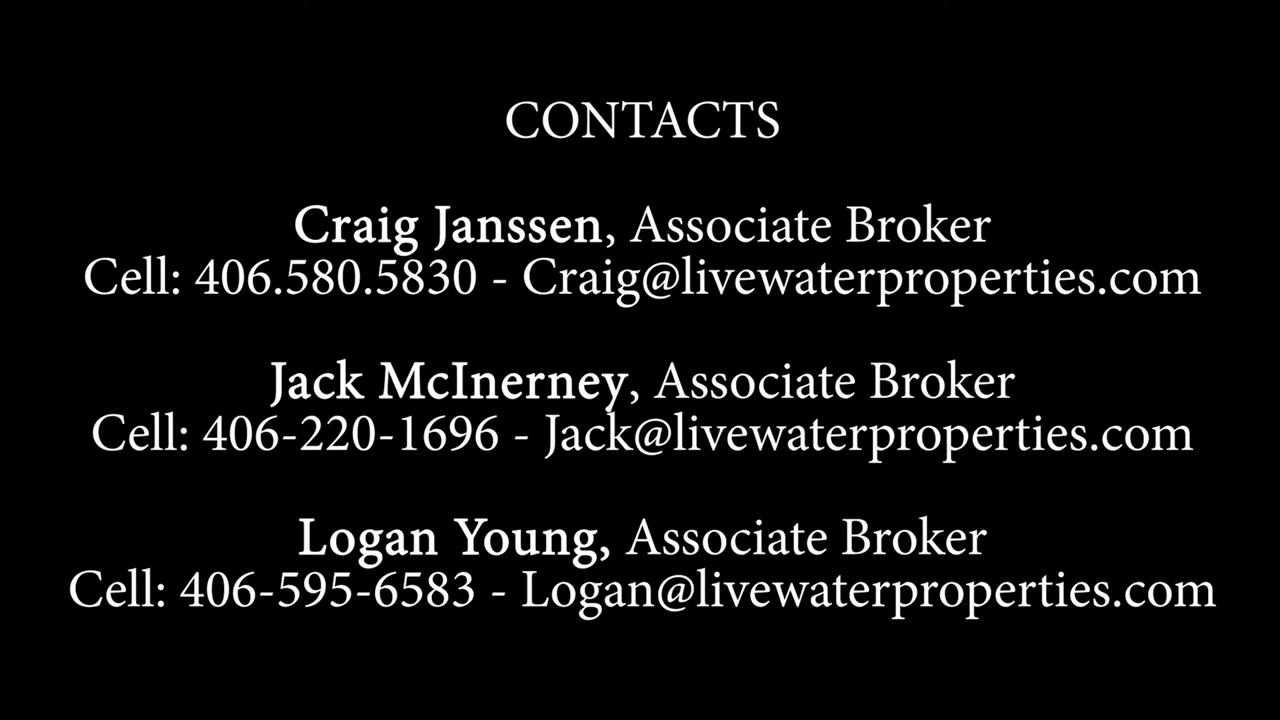 CONTACTS
Craig Janssen, Associate Broker
Cell: 406.580.5830 - Craig@livewaterproperties.com
Jack McInerney, Associate Broker
Cell: 406-220-1696 - Jack@livewaterproperties.com
Logan Young, Associate Broker
Cell: 406-595-6583 - Logan@livewaterproperties.com